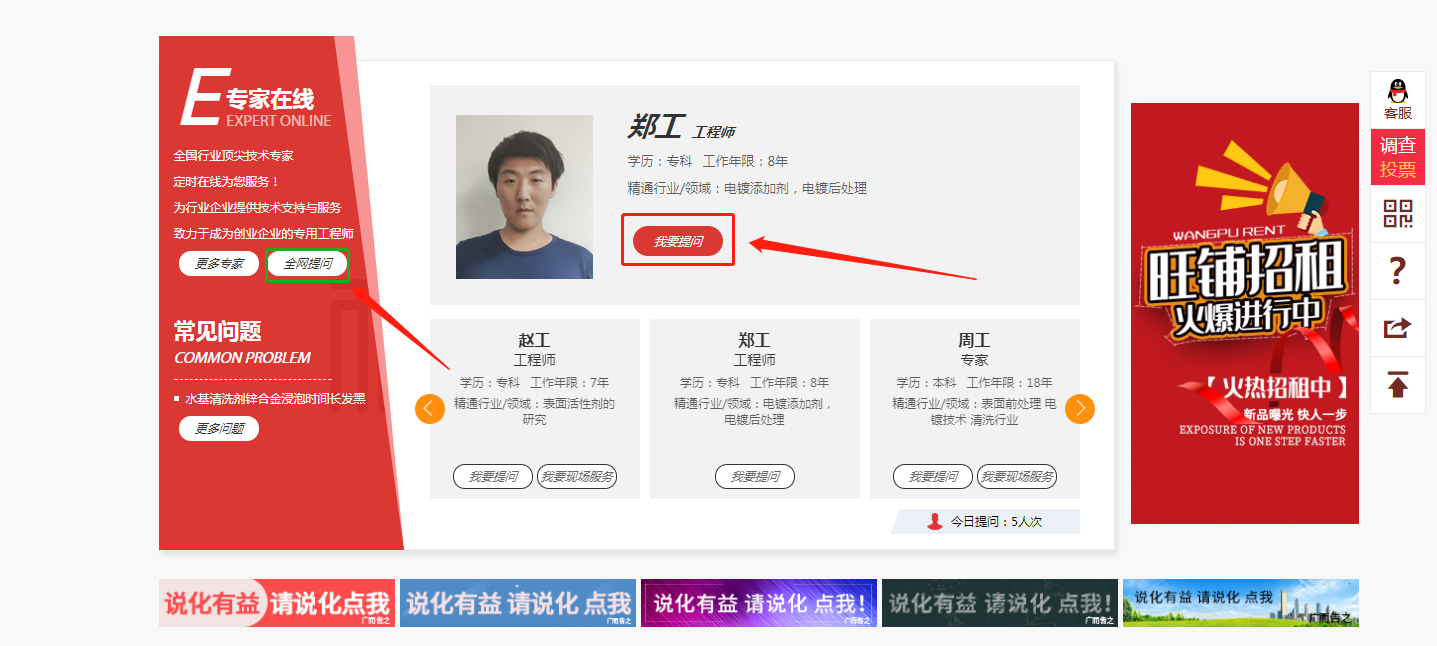 E 专家在线
EXPERT ONLINE
全国行业顶尖技术专家
定时在线为您服务！
为行业企业提供技术支持与服务
致力于成为创业企业的专用工程师
更多专家 全网提问
常见问题
COMMON PROBLEM
水基清洗剂锌合金浸泡时间长发黑
更多问题
郑工 工程师
学历：专科 工作年限：8年
精通行业/领域：电镀添加剂，电镀后处理
我要提问
赵工
工程师
学历：专科 工作年限：7年
精通行业/领域：表面活性剂的
研究
我要提问 我要现场服务
郑工
工程师
学历：专科 工作年限：8年
精通行业/领域：电镀添加剂，
电镀后处理
我要提问
周工
专家
学历：本科 工作年限：18年
精通行业/领域：表面前处理 电
镀技术 清洗行业
我要提问 我要现场服务
今日提问：5人次
WANGPU RENT
旺铺招租
火爆进行中
【 火热招租中 】
新品曝光 快人一步
EXPOSURE OF NEW PRODUCTS
IS ONE STEP FASTER
客服
调查
投票
?
说化有益 请说化点我
广而告之
说化有益 请说化 点我
广而告之
说化有益 请说化 点我!
广而告之
说化有益 请说化 点我!
广而告之
说化有益 请说化 点我
广而告之